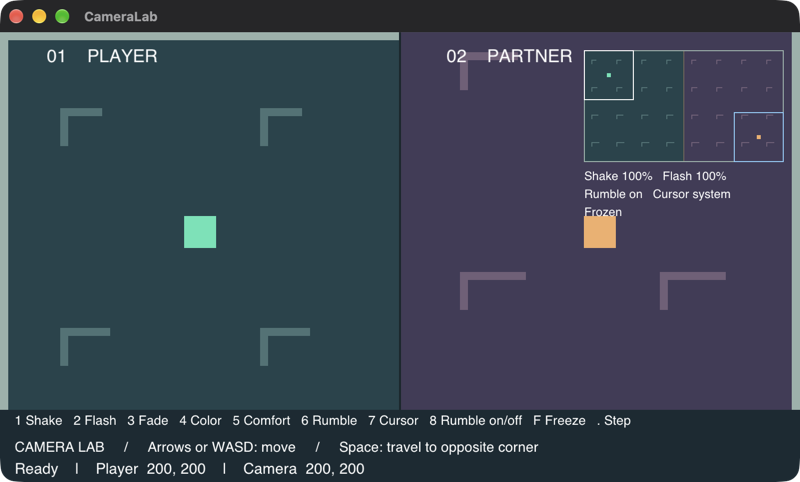 CameraLab
01 PLAYER
02 PARTNER
Shake 100% Flash 100%
Rumble on Cursor system
Frozen
1 Shake 2 Flash 3 Fade 4 Color 5 Comfort 6 Rumble 7 Cursor 8 Rumble on/off F Freeze . Step
CAMERA LAB / Arrows or WASD: move / Space: travel to opposite corner
Ready | Player 200, 200 | Camera 200, 200